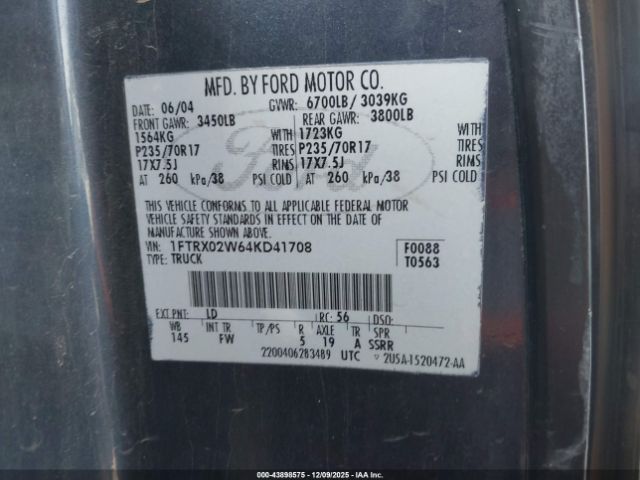 MFD. BY FORD MOTOR CO.
DATE: 06/04 GVWR: 6700LB/ 3039KG
FRONT GAWR: 3450LB REAR GAWR: 3800LB
1564KG WITH 1723KG WITH
P235/70R17 TIRES P235/70R17 TIRES
17X7.5J RIMS 17X7.5J RIMS
AT 260 kPa/38 PSI COLD AT 260 kPa/38 PSI COLD
THIS VEHICLE CONFORMS TO ALL APPLICABLE FEDERAL MOTOR
VEHICLE SAFETY STANDARDS IN EFFECT ON THE DATE OF
MANUFACTURE SHOWN ABOVE.
VIN: 1FTRX02W64KD41708 F0088
TYPE: TRUCK T0563
EXT PNT: LD RC: 56 DSO:
WB INT TR TP/PS R AXLE TR SPR
145 FW 5 19 A SSRR
2200406283489 UTC 2U5A-1520472-AA
Ford
000-43898575 - 12/09/2025 - IAAI.COM